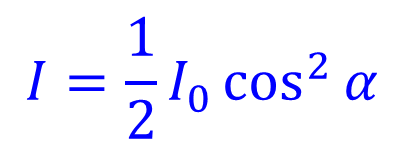 I = 1/2 I₀ cos² α